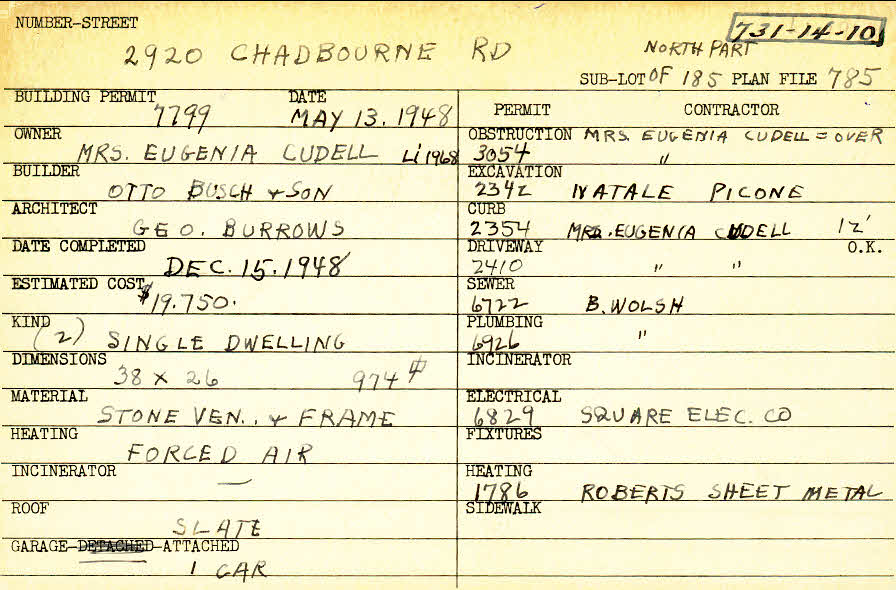 NUMBER-STREET
731-14-10
2920 CHADBOURNE RD
NORTH PART
SUB-LOT OF 185 PLAN FILE 785
BUILDING PERMIT DATE
7799 MAY 13.1948
OWNER
MRS. EUGENIA CUDELL Li 1968
BUILDER
OTTO BUSCH & SON
ARCHITECT
GEO. BURROWS
DATE COMPLETED
DEC. 15. 1948
ESTIMATED COST
$19.750.
KIND
(2) SINGLE DWELLING
DIMENSIONS
38 x 26 974
MATERIAL
STONE VEN., & FRAME
HEATING
FORCED AIR
INCINERATOR
—
ROOF
SLATE
GARAGE-DETACHED-ATTACHED
1 CAR
PERMIT CONTRACTOR
OBSTRUCTION MRS. EUGENIA CUDELL = OVER
3054 "
EXCAVATION
2342 NATALE PICONE
CURB
2354 MRS. EUGENIA CUDELL 12'
DRIVEWAY O.K.
2410 " "
SEWER
6722 B. WOLSH
PLUMBING
6926 "
INCINERATOR
ELECTRICAL
6829 SQUARE ELEC. CO
FIXTURES
HEATING
1786 ROBERTS SHEET METAL
SIDEWALK